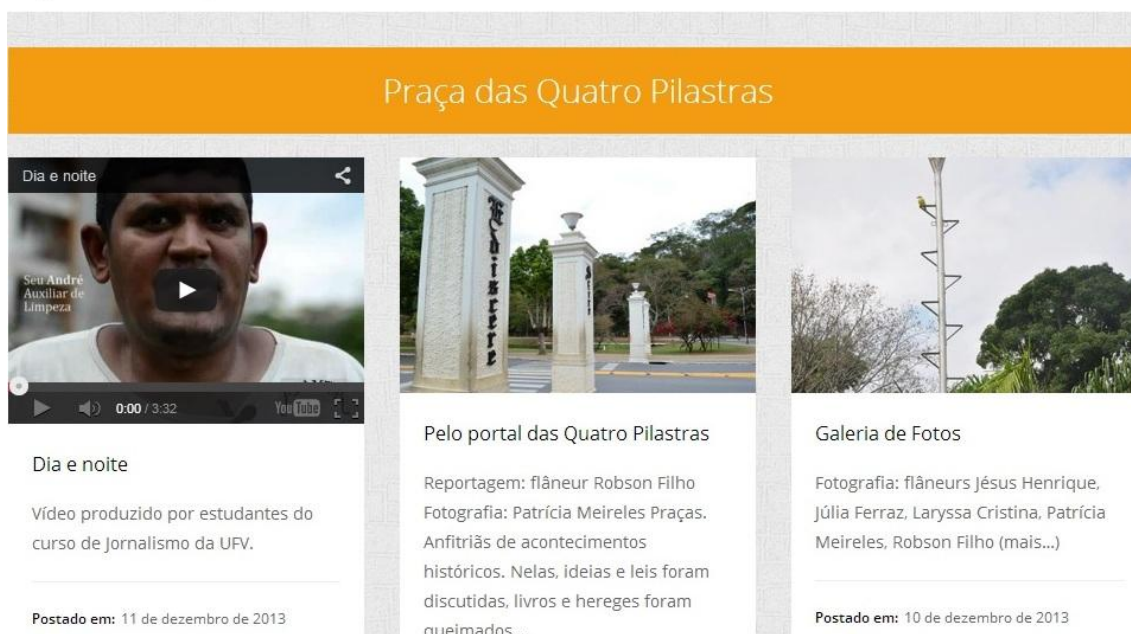 Praça das Quatro Pilastras
Dia e noite
Seu André
Auxiliar de
Limpeza
0:00 / 3:32
YouTube
Dia e noite
Vídeo produzido por estudantes do
curso de Jornalismo da UFV.
Postado em: 11 de dezembro de 2013
Ediscere
Pelo portal das Quatro Pilastras
Reportagem: flâneur Robson Filho
Fotografia: Patrícia Meireles Praças.
Anfitriãs de acontecimentos
históricos. Nelas, ideias e leis foram
discutidas, livros e hereges foram
queimados...
Galeria de Fotos
Fotografia: flâneurs Jésus Henrique,
Júlia Ferraz, Laryssa Cristina, Patrícia
Meireles, Robson Filho (mais...)
Postado em: 10 de dezembro de 2013